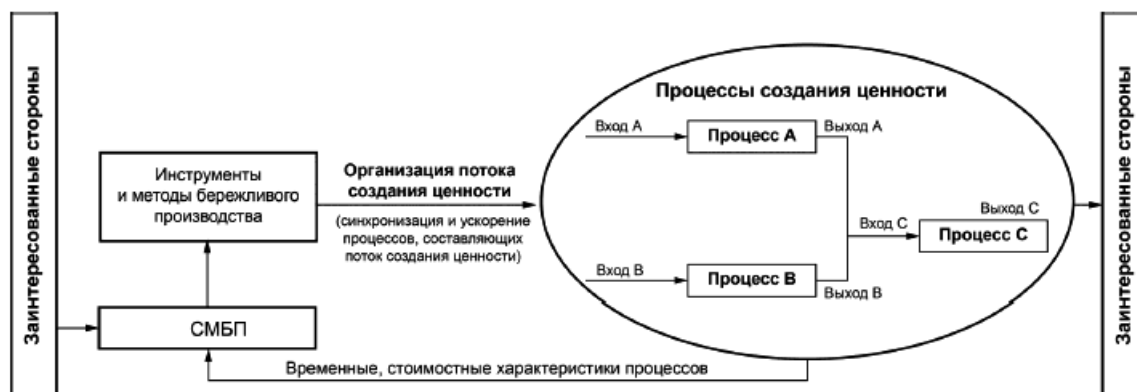 Заинтересованные стороны
Инструменты
и методы бережливого
производства
СМБП
Организация потока
создания ценности
(синхронизация и ускорение
процессов, составляющих
поток создания ценности)
Процессы создания ценности
Вход A
Процесс A
Выход A
Вход C
Выход C
Процесс C
Вход B
Процесс B
Выход B
Временные, стоимостные характеристики процессов
Заинтересованные стороны